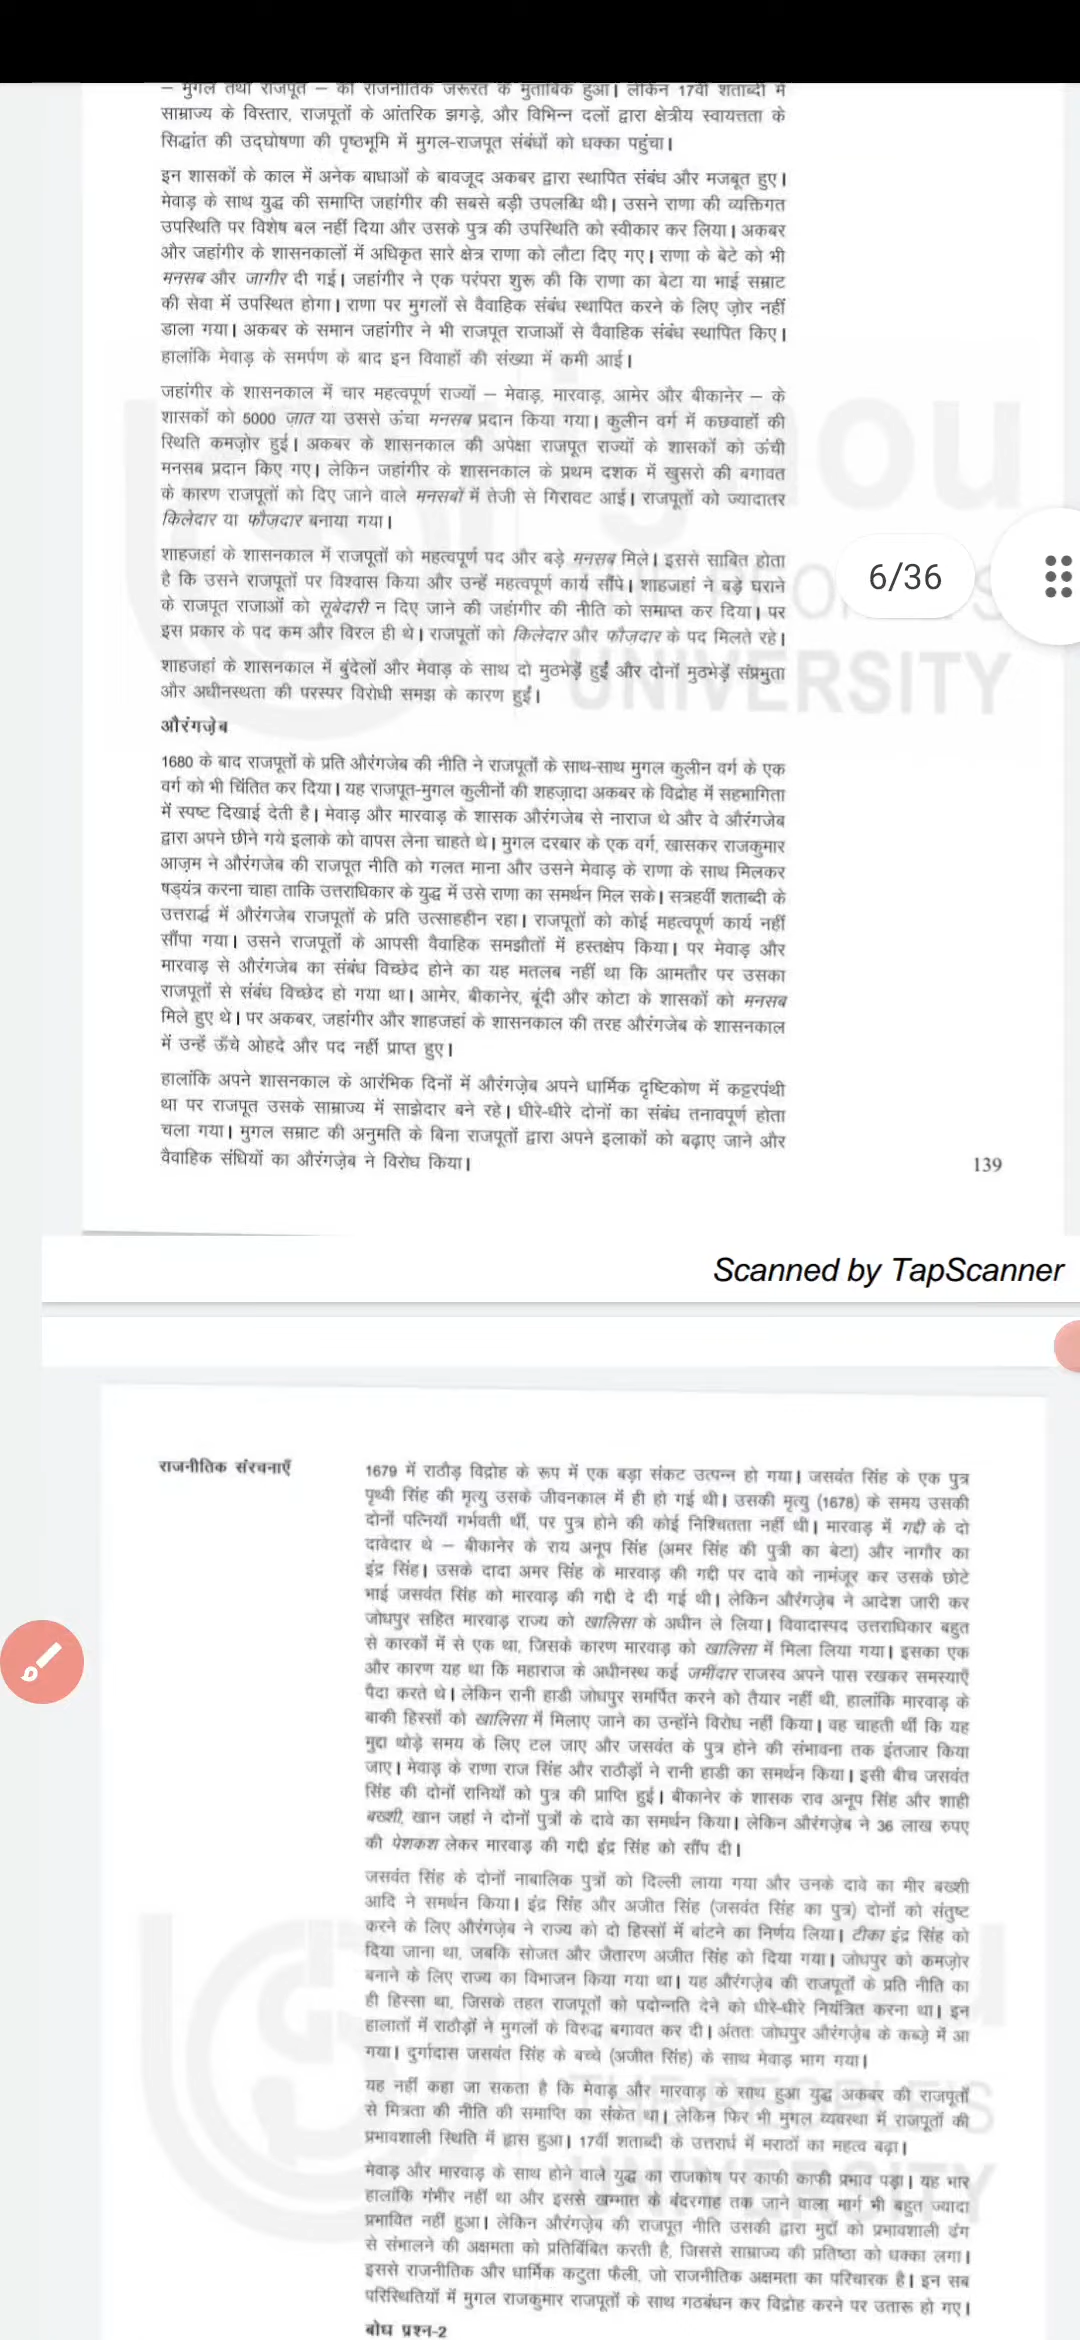 – मुगल तथा राजपूत – की राजनीतिक जरूरत के मुताबिक हुआ। लेकिन 17वीं शताब्दी में
साम्राज्य के विस्तार, राजपूतों के आंतरिक झगड़े, और विभिन्न दलों द्वारा क्षेत्रीय स्वायत्तता के
सिद्धांत की उद्घोषणा की पृष्ठभूमि में मुगल-राजपूत संबंधों को धक्का पहुंचा।
इन शासकों के काल में अनेक बाधाओं के बावजूद अकबर द्वारा स्थापित संबंध और मजबूत हुए।
मेवाड़ के साथ युद्ध की समाप्ति जहांगीर की सबसे बड़ी उपलब्धि थी। उसने राणा की व्यक्तिगत
उपस्थिति पर विशेष बल नहीं दिया और उसके पुत्र की उपस्थिति को स्वीकार कर लिया। अकबर
और जहांगीर के शासनकालों में अधिकृत सारे क्षेत्र राणा को लौटा दिए गए। राणा के बेटे को भी
मनसब और जागीर दी गई। जहांगीर ने एक परंपरा शुरू की कि राणा का बेटा या भाई सम्राट
की सेवा में उपस्थित होगा। राणा पर मुगलों से वैवाहिक संबंध स्थापित करने के लिए ज़ोर नहीं
डाला गया। अकबर के समान जहांगीर ने भी राजपूत राजाओं से वैवाहिक संबंध स्थापित किए।
हालांकि मेवाड़ के समर्पण के बाद इन विवाहों की संख्या में कमी आई।
जहांगीर के शासनकाल में चार महत्वपूर्ण राज्यों – मेवाड़, मारवाड़, आमेर और बीकानेर – के
शासकों को 5000 ज़ात या उससे ऊंचा मनसब प्रदान किया गया। कुलीन वर्ग में कछवाहों की
स्थिति कमज़ोर हुई। अकबर के शासनकाल की अपेक्षा राजपूत राज्यों के शासकों को ऊंची
मनसब प्रदान किए गए। लेकिन जहांगीर के शासनकाल के प्रथम दशक में खुसरो की बगावत
के कारण राजपूतों को दिए जाने वाले मनसबों में तेजी से गिरावट आई। राजपूतों को ज्यादातर
किलेदार या फौज़दार बनाया गया।
शाहजहां के शासनकाल में राजपूतों को महत्वपूर्ण पद और बड़े मनसब मिले। इससे साबित होता
है कि उसने राजपूतों पर विश्वास किया और उन्हें महत्वपूर्ण कार्य सौंपे। शाहजहां ने बड़े घराने
के राजपूत राजाओं को सूबेदारी न दिए जाने की जहांगीर की नीति को समाप्त कर दिया। पर
इस प्रकार के पद कम और विरल ही थे। राजपूतों को किलेदार और फौज़दार के पद मिलते रहे।
6/36
शाहजहां के शासनकाल में बुंदेलों और मेवाड़ के साथ दो मुठभेड़ें हुईं और दोनों मुठभेड़ें संप्रभुता
और अधीनस्थता की परस्पर विरोधी समझ के कारण हुईं।
औरंगज़ेब
1680 के बाद राजपूतों के प्रति औरंगजेब की नीति ने राजपूतों के साथ-साथ मुगल कुलीन वर्ग के एक
वर्ग को भी चिंतित कर दिया। यह राजपूत-मुगल कुलीनों की शहज़ादा अकबर के विद्रोह में सहभागिता
में स्पष्ट दिखाई देती है। मेवाड़ और मारवाड़ के शासक औरंगजेब से नाराज थे और वे औरंगजेब
द्वारा अपने छीने गये इलाके को वापस लेना चाहते थे। मुगल दरबार के एक वर्ग, खासकर राजकुमार
आज़म ने औरंगजेब की राजपूत नीति को गलत माना और उसने मेवाड़ के राणा के साथ मिलकर
षड्यंत्र करना चाहा ताकि उत्तराधिकार के युद्ध में उसे राणा का समर्थन मिल सके। सत्रहवीं शताब्दी के
उत्तरार्द्ध में औरंगजेब राजपूतों के प्रति उत्साहहीन रहा। राजपूतों को कोई महत्वपूर्ण कार्य नहीं
सौंपा गया। उसने राजपूतों के आपसी वैवाहिक समझौतों में हस्तक्षेप किया। पर मेवाड़ और
मारवाड़ से औरंगजेब का संबंध विच्छेद होने का यह मतलब नहीं था कि आमतौर पर उसका
राजपूतों से संबंध विच्छेद हो गया था। आमेर, बीकानेर, बूंदी और कोटा के शासकों को मनसब
मिले हुए थे। पर अकबर, जहांगीर और शाहजहां के शासनकाल की तरह औरंगजेब के शासनकाल
में उन्हें ऊँचे ओहदे और पद नहीं प्राप्त हुए।
हालांकि अपने शासनकाल के आरंभिक दिनों में औरंगज़ेब अपने धार्मिक दृष्टिकोण में कट्टरपंथी
था पर राजपूत उसके साम्राज्य में साझेदार बने रहे। धीरे-धीरे दोनों का संबंध तनावपूर्ण होता
चला गया। मुगल सम्राट की अनुमति के बिना राजपूतों द्वारा अपने इलाकों को बढ़ाए जाने और
वैवाहिक संधियों का औरंगज़ेब ने विरोध किया।
139
Scanned by TapScanner
राजनीतिक संरचनाएँ
1679 में राठौड़ विद्रोह के रूप में एक बड़ा संकट उत्पन्न हो गया। जसवंत सिंह के एक पुत्र
पृथ्वी सिंह की मृत्यु उसके जीवनकाल में ही हो गई थी। उसकी मृत्यु (1678) के समय उसकी
दोनों पत्नियाँ गर्भवती थीं, पर पुत्र होने की कोई निश्चितता नहीं थी। मारवाड़ में गद्दी के दो
दावेदार थे – बीकानेर के राय अनूप सिंह (अमर सिंह की पुत्री का बेटा) और नागौर का
इंद्र सिंह। उसके दादा अमर सिंह के मारवाड़ की गद्दी पर दावे को नामंजूर कर उसके छोटे
भाई जसवंत सिंह को मारवाड़ की गद्दी दे दी गई थी। लेकिन औरंगज़ेब ने आदेश जारी कर
जोधपुर सहित मारवाड़ राज्य को खालिसा के अधीन ले लिया। विवादास्पद उत्तराधिकार बहुत
से कारकों में से एक था, जिसके कारण मारवाड़ को खालिसा में मिला लिया गया। इसका एक
और कारण यह था कि महाराज के अधीनस्थ कई जमींदार राजस्व अपने पास रखकर समस्याएँ
पैदा करते थे। लेकिन रानी हाडी जोधपुर समर्पित करने को तैयार नहीं थी, हालांकि मारवाड़ के
बाकी हिस्सों को खालिसा में मिलाए जाने का उन्होंने विरोध नहीं किया। वह चाहती थीं कि यह
मुद्दा थोड़े समय के लिए टल जाए और जसवंत के पुत्र होने की संभावना तक इंतजार किया
जाए। मेवाड़ के राणा राज सिंह और राठौड़ों ने रानी हाडी का समर्थन किया। इसी बीच जसवंत
सिंह की दोनों रानियों को पुत्र की प्राप्ति हुई। बीकानेर के शासक राव अनूप सिंह और शाही
बख्शी, खान जहां ने दोनों पुत्रों के दावे का समर्थन किया। लेकिन औरंगज़ेब ने 36 लाख रुपए
की पेशकश लेकर मारवाड़ की गद्दी इंद्र सिंह को सौंप दी।
जसवंत सिंह के दोनों नाबालिक पुत्रों को दिल्ली लाया गया और उनके दावे का मीर बख्शी
आदि ने समर्थन किया। इंद्र सिंह और अजीत सिंह (जसवंत सिंह का पुत्र) दोनों को संतुष्ट
करने के लिए औरंगज़ेब ने राज्य को दो हिस्सों में बांटने का निर्णय लिया। टीका इंद्र सिंह को
दिया जाना था, जबकि सोजत और जैतारण अजीत सिंह को दिया गया। जोधपुर को कमज़ोर
बनाने के लिए राज्य का विभाजन किया गया था। यह औरंगज़ेब की राजपूतों के प्रति नीति का
ही हिस्सा था, जिसके तहत राजपूतों को पदोन्नति देने को धीरे-धीरे नियंत्रित करना था। इन
हालातों में राठौड़ों ने मुगलों के विरुद्ध बगावत कर दी। अंततः जोधपुर औरंगज़ेब के कब्ज़े में आ
गया। दुर्गादास जसवंत सिंह के बच्चे (अजीत सिंह) के साथ मेवाड़ भाग गया।
यह नहीं कहा जा सकता है कि मेवाड़ और मारवाड़ के साथ हुआ युद्ध अकबर की राजपूतों
से मित्रता की नीति की समाप्ति का संकेत था। लेकिन फिर भी मुगल व्यवस्था में राजपूतों की
प्रभावशाली स्थिति में ह्रास हुआ। 17वीं शताब्दी के उत्तरार्ध में मराठों का महत्व बढ़ा।
मेवाड़ और मारवाड़ के साथ होने वाले युद्ध का राजकोष पर काफी काफी प्रभाव पड़ा। यह भार
हालांकि गंभीर नहीं था और इससे खम्भात के बंदरगाह तक जाने वाला मार्ग भी बहुत ज्यादा
प्रभावित नहीं हुआ। लेकिन औरंगज़ेब की राजपूत नीति उसकी द्वारा मुद्दों को प्रभावशाली ढंग
से संभालने की अक्षमता को प्रतिबिंबित करती है, जिससे साम्राज्य की प्रतिष्ठा को धक्का लगा।
इससे राजनीतिक और धार्मिक कटुता फैली, जो राजनीतिक अक्षमता का परिचारक है। इन सब
परिस्थितियों में मुगल राजकुमार राजपूतों के साथ गठबंधन कर विद्रोह करने पर उतारू हो गए।
बोध प्रश्न-2